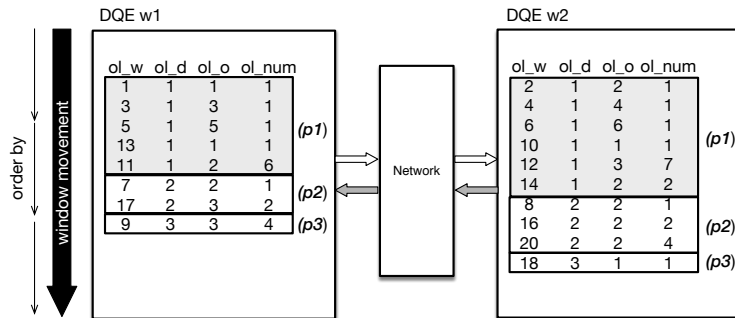 DQE w1
DQE w2
order by
window movement
ol_w ol_d ol_o ol_num
1 1 1 1
3 1 3 1
5 1 5 1
13 1 1 1
11 1 2 6
(p1)
7 2 2 1
17 2 3 2
(p2)
9 3 3 4
(p3)
Network
ol_w ol_d ol_o ol_num
2 1 2 1
4 1 4 1
6 1 6 1
10 1 1 1
12 1 3 7
14 1 2 2
(p1)
8 2 2 1
16 2 2 2
20 2 2 4
(p2)
18 3 1 1
(p3)